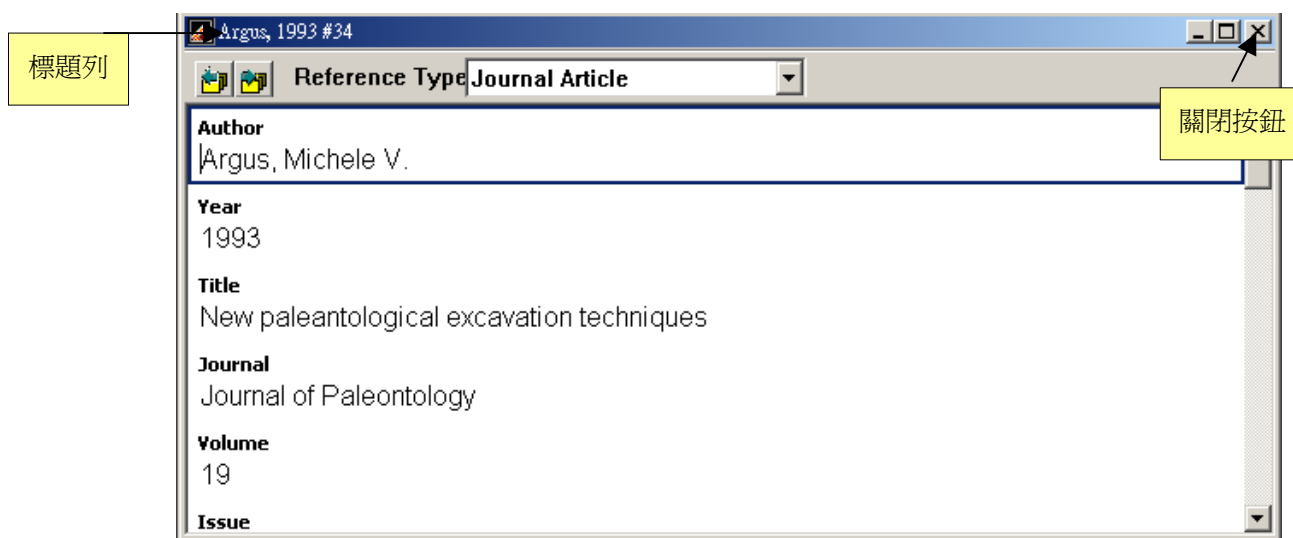 Argus, 1993 #34
標題列
Reference Type Journal Article
關閉按鈕
Author
Argus, Michele V.
Year
1993
Title
New paleantological excavation techniques
Journal
Journal of Paleontology
Volume
19
Issue